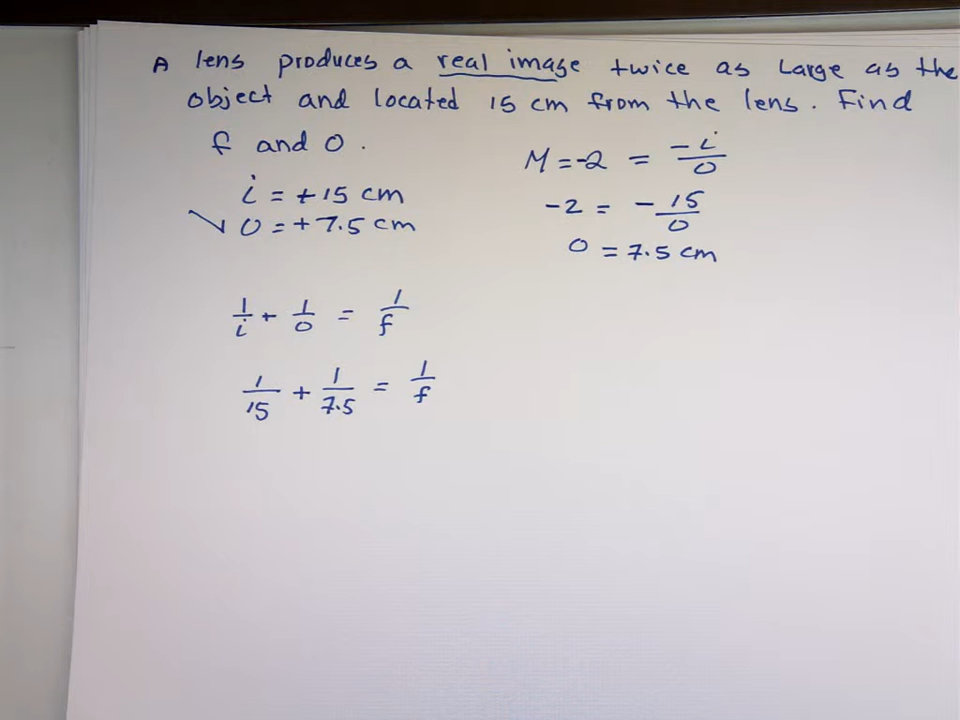 A lens produces a real image twice as large as the
object and located 15 cm from the lens. Find
f and o.
i = +15 cm
o = +7.5 cm
M = -2 = -i/o
-2 = -15/o
o = 7.5 cm
1/i + 1/o = 1/f
1/15 + 1/7.5 = 1/f